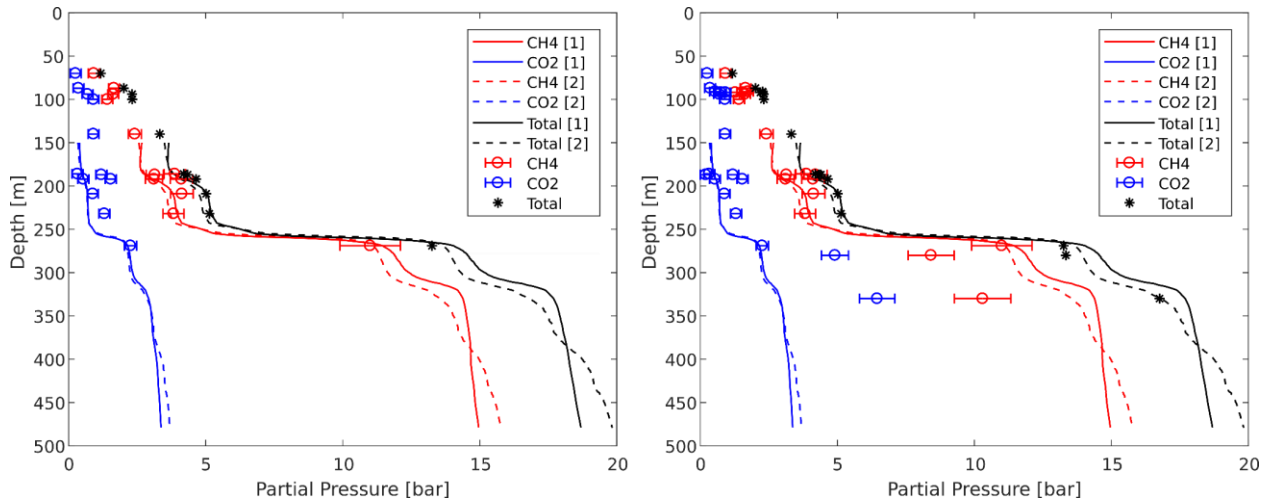 0
50
100
150
200
250
300
350
400
450
500
Depth [m]
0
5
10
15
20
Partial Pressure [bar]
CH4 [1]
CO2 [1]
CH4 [2]
CO2 [2]
Total [1]
Total [2]
CH4
CO2
Total
0
50
100
150
200
250
300
350
400
450
500
Depth [m]
0
5
10
15
20
Partial Pressure [bar]
CH4 [1]
CO2 [1]
CH4 [2]
CO2 [2]
Total [1]
Total [2]
CH4
CO2
Total